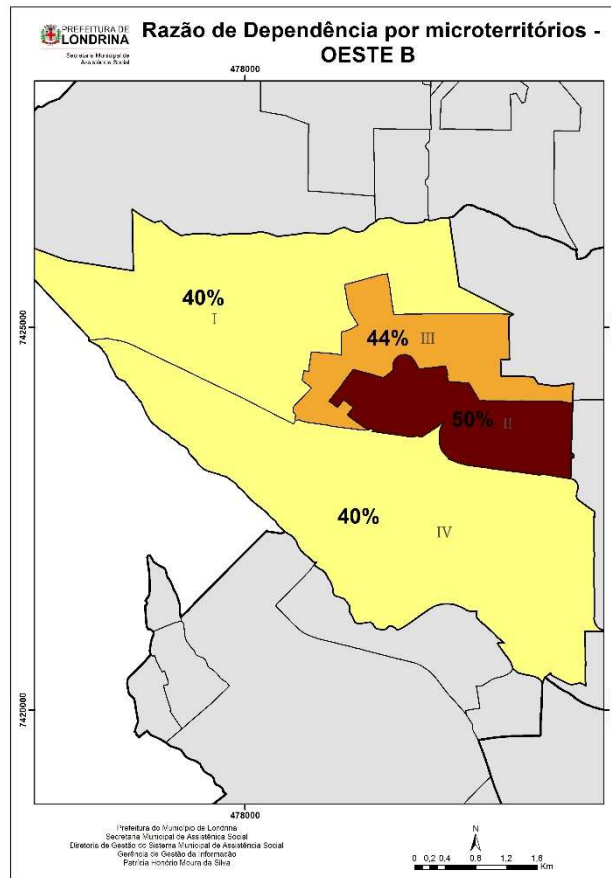 PREFEITURA DE
LONDRINA
Secretaria Municipal de
Assistência Social
Razão de Dependência por microterritórios -
OESTE B
478000
7425000
40%
I
44%
III
50%
II
40%
IV
7420000
478000
Prefeitura do Município de Londrina
Secretaria Municipal de Assistência Social
Diretoria de Gestão do Sistema Municipal de Assistência Social
Gerência de Gestão da Informação
Patrícia Honório Moura da Silva
N
0 0,2 0,4 0,8 1,2 1,6
Km